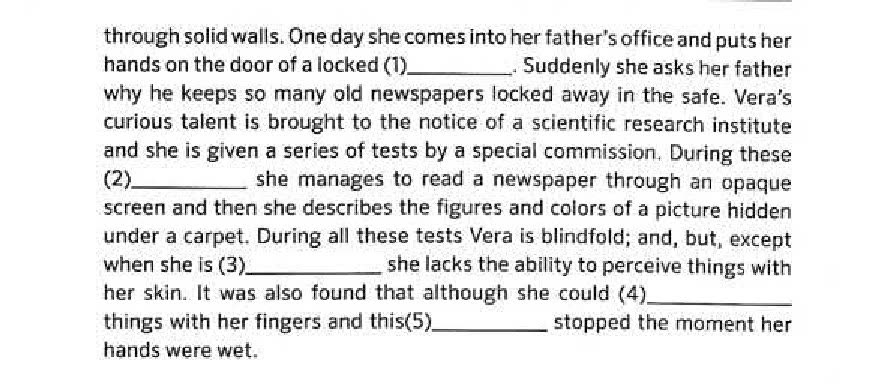 through solid walls. One day she comes into her father's office and puts her
hands on the door of a locked (1)__________. Suddenly she asks her father
why he keeps so many old newspapers locked away in the safe. Vera's
curious talent is brought to the notice of a scientific research institute
and she is given a series of tests by a special commission. During these
(2)___________ she manages to read a newspaper through an opaque
screen and then she describes the figures and colors of a picture hidden
under a carpet. During all these tests Vera is blindfold; and, but, except
when she is (3)_____________ she lacks the ability to perceive things with
her skin. It was also found that although she could (4)______________
things with her fingers and this(5)___________ stopped the moment her
hands were wet.